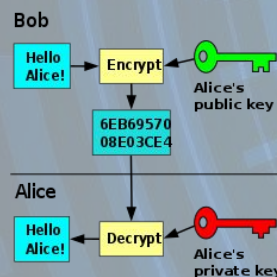 Bob
Hello
Alice!
Encrypt
Alice's
public key
6EB69570
08E03CE4
Alice
Hello
Alice!
Decrypt
Alice's
private key